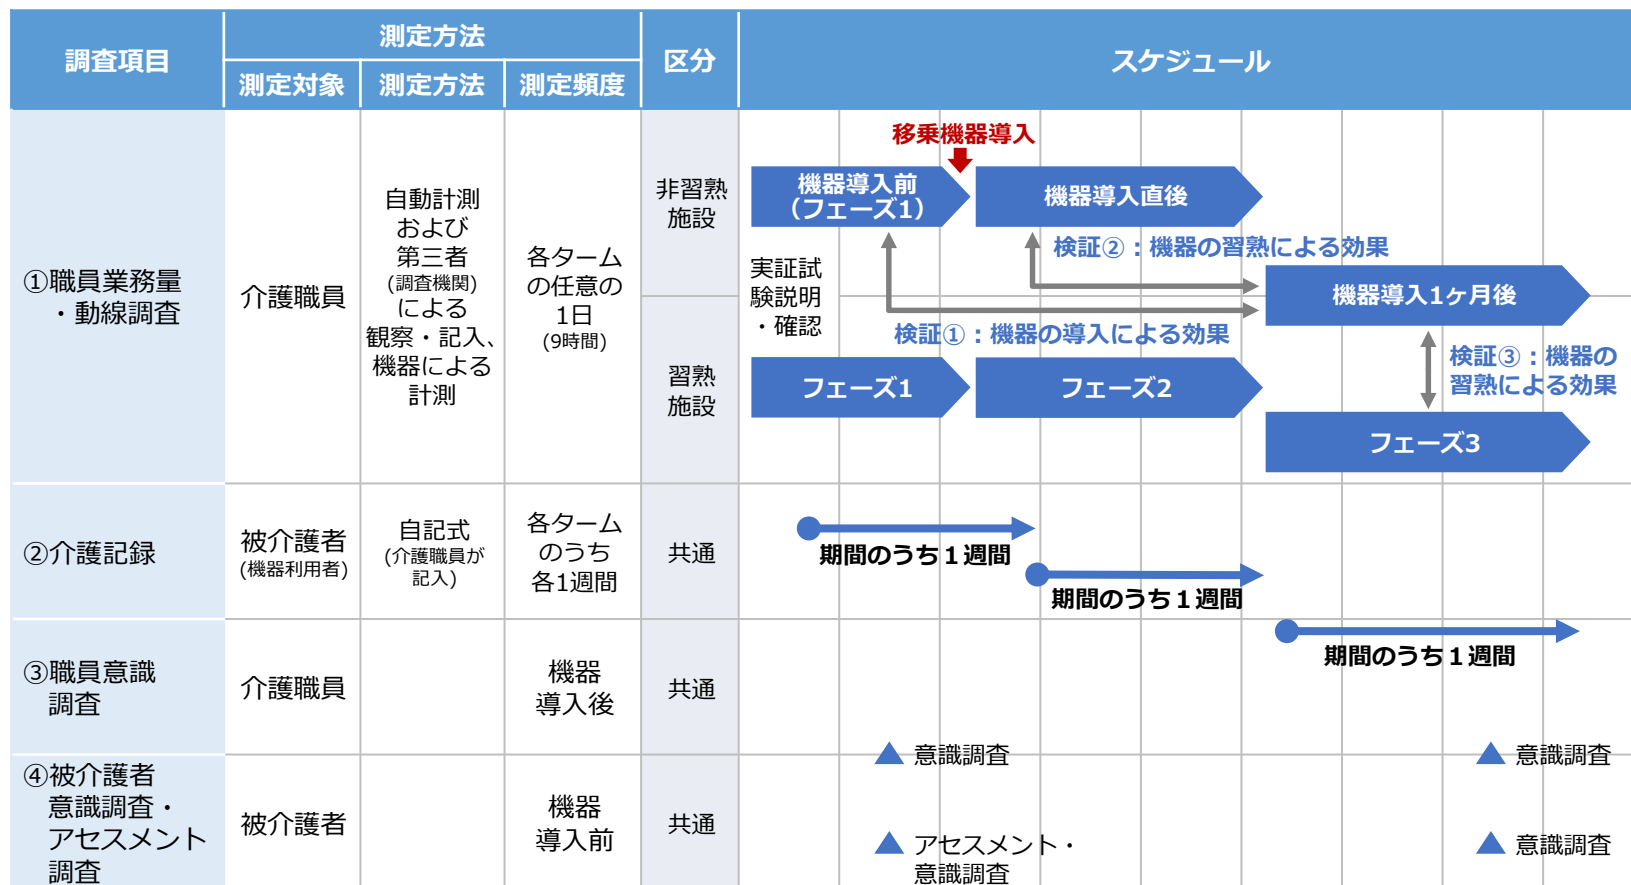 調査項目
測定方法
測定対象
測定方法
測定頻度
区分
スケジュール
①職員業務量
・動線調査
介護職員
自動計測
および
第三者
(調査機関)
による
観察・記入、
機器による
計測
各ターム
の任意の
1日
(9時間)
非習熟
施設
習熟
施設
移乗機器導入
機器導入前
（フェーズ1）
機器導入直後
検証②：機器の習熟による効果
実証試
験説明
・確認
機器導入1ヶ月後
検証①：機器の導入による効果
検証③：機器の
習熟による効果
フェーズ1
フェーズ2
フェーズ3
②介護記録
被介護者
(機器利用者)
自記式
(介護職員が
記入)
各ターム
のうち
各1週間
共通
期間のうち１週間
期間のうち１週間
期間のうち１週間
③職員意識
調査
介護職員
機器
導入後
共通
意識調査
意識調査
④被介護者
意識調査・
アセスメント
調査
被介護者
機器
導入前
共通
アセスメント・
意識調査
意識調査